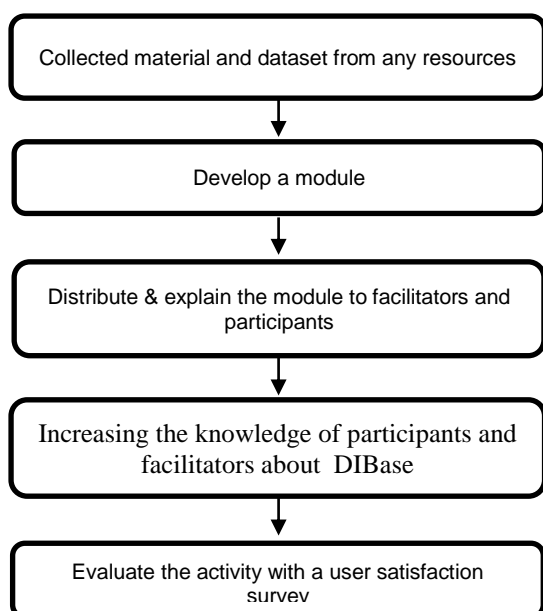 Collected material and dataset from any resources
Develop a module
Distribute & explain the module to facilitators and
participants
Increasing the knowledge of participants and
facilitators about DIBase
Evaluate the activity with a user satisfaction
survey